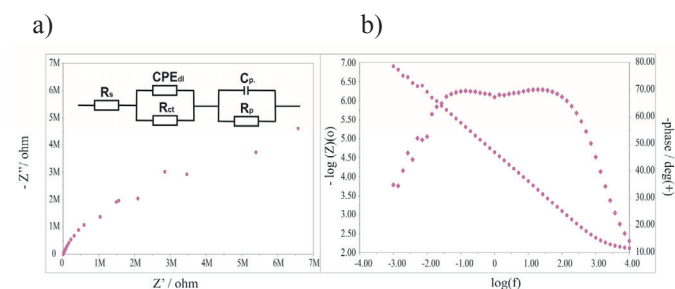 a)
b)
7M
6M
5M
4M
3M
2M
1M
0
1M 2M 3M 4M 5M 6M 7M
- Z'' / ohm
Z' / ohm
Rs
CPEdl
Rct
Cp.
Rp
7.00
6.50
6.00
5.50
5.00
4.50
4.00
3.50
3.00
2.50
2.00
-4.00 -3.00 -2.00 -1.00 0.00 1.00 2.00 3.00 4.00
80.00
70.00
60.00
50.00
40.00
30.00
20.00
10.00
- log (Z)(o)
-phase / deg(+)
log(f)